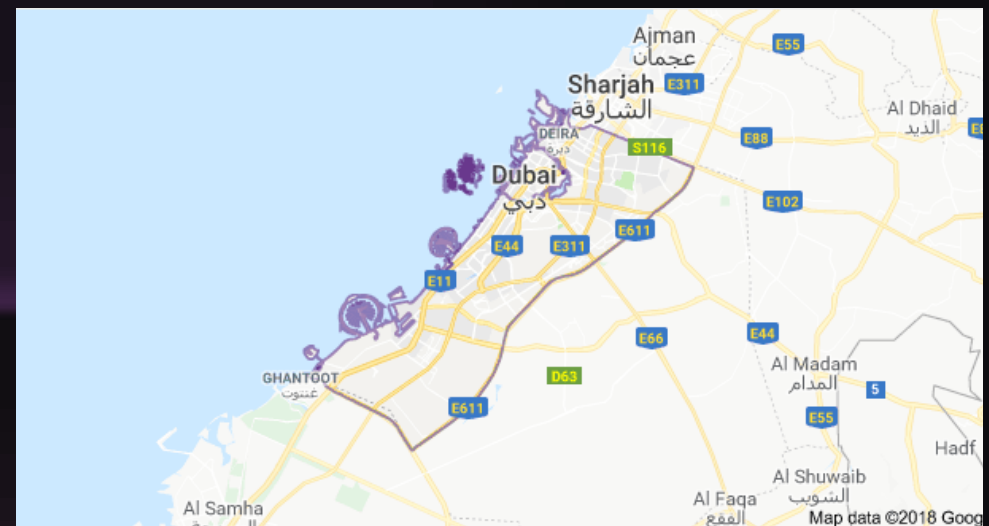 Ajman
عجمان
E55
E311
Sharjah
الشارقة
Al Dhaid
الذيد
DEIRA
ديرة
S116
E88
Dubai
دبي
E102
E611
E44
E311
E11
E66
E44
Al Madam
المدام
GHANTOOT
غنتوت
D63
5
E611
E55
Hadf
Al Shuwaib
الشويب
Al Samha
Al Faqa
الفقع
Map data ©2018 Goog